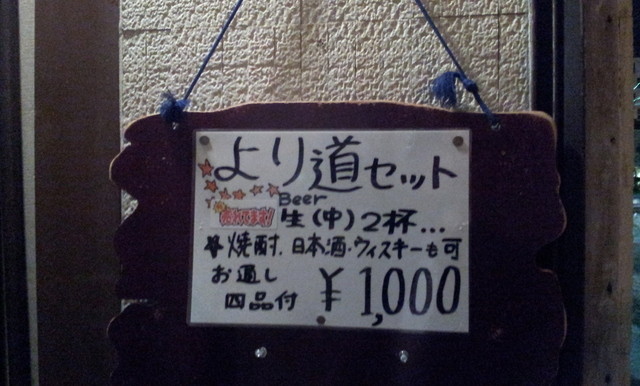 より道セット
Beer
生(中)2杯...
焼酎.日本酒・ウィスキーも可
お通し
四品付 ¥1,000